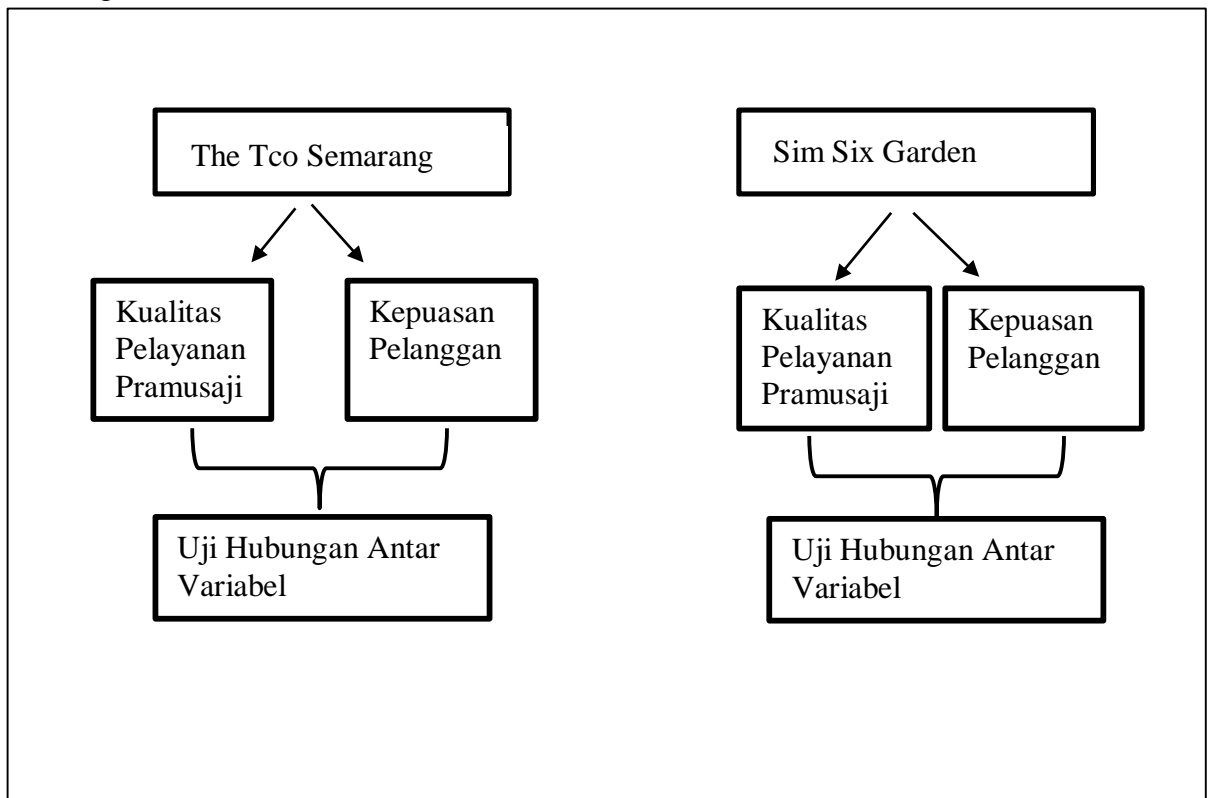 The Tco Semarang
Sim Six Garden
Kualitas
Pelayanan
Pramusaji
Kepuasan
Pelanggan
Kualitas
Pelayanan
Pramusaji
Kepuasan
Pelanggan
Uji Hubungan Antar
Variabel
Uji Hubungan Antar
Variabel